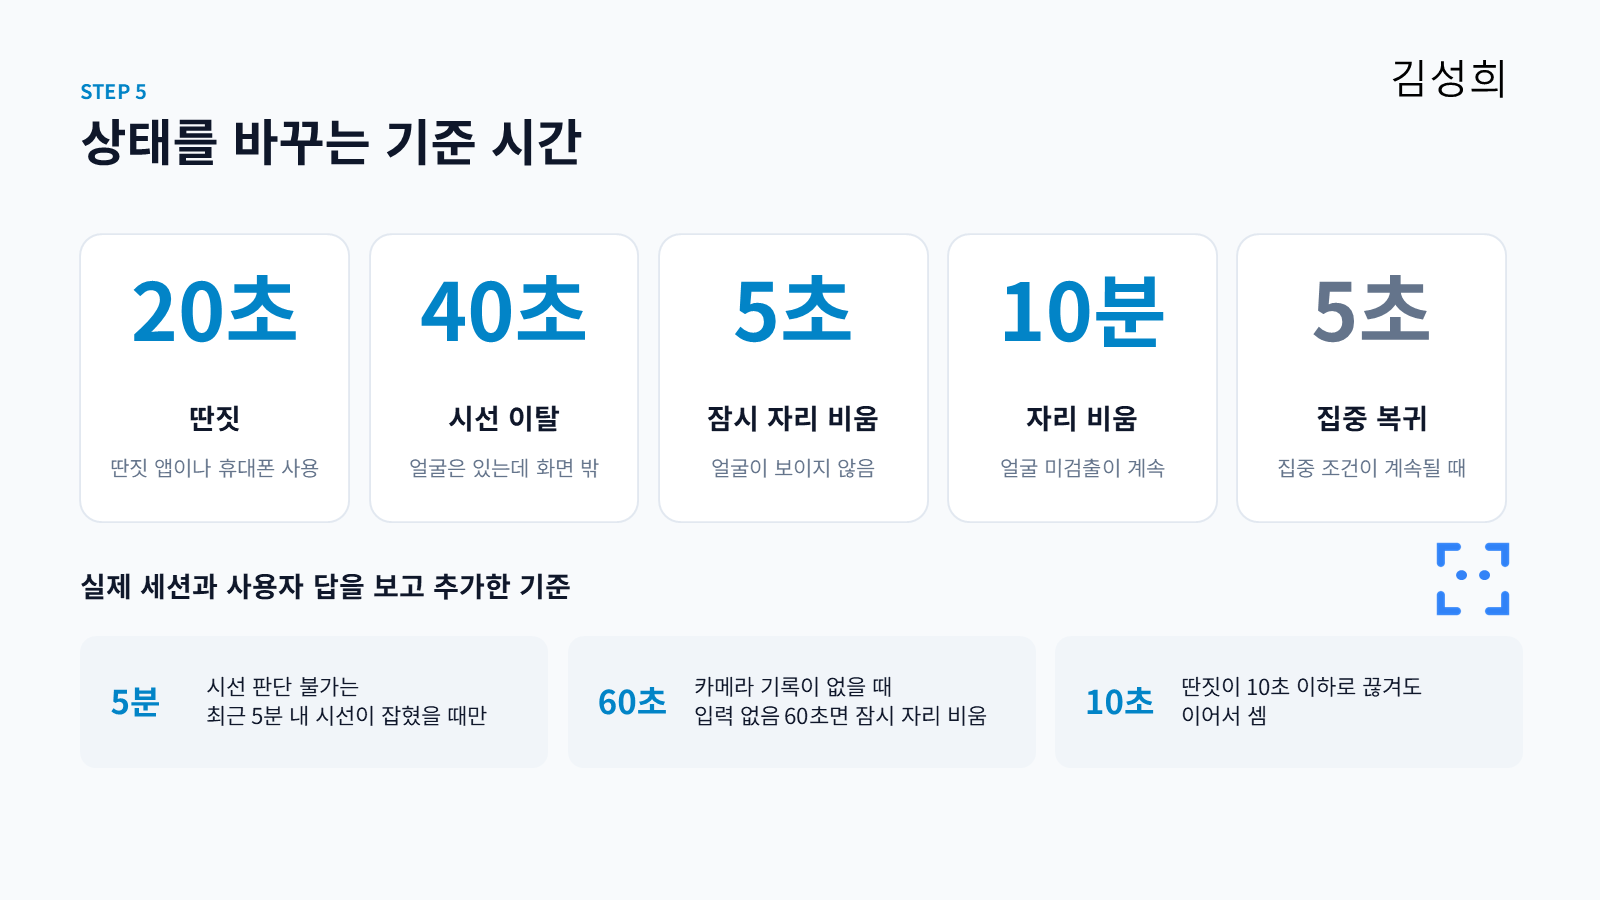 김성희
STEP 5
상태를 바꾸는 기준 시간
20초
딴짓
딴짓 앱이나 휴대폰 사용
40초
시선 이탈
얼굴은 있는데 화면 밖
5초
잠시 자리 비움
얼굴이 보이지 않음
10분
자리 비움
얼굴 미검출이 계속
5초
집중 복귀
집중 조건이 계속될 때
실제 세션과 사용자 답을 보고 추가한 기준
5분
시선 판단 불가는
최근 5분 내 시선이 잡혔을 때만
60초
카메라 기록이 없을 때
입력 없음 60초면 잠시 자리 비움
10초
딴짓이 10초 이하로 끊겨도
이어서 셈